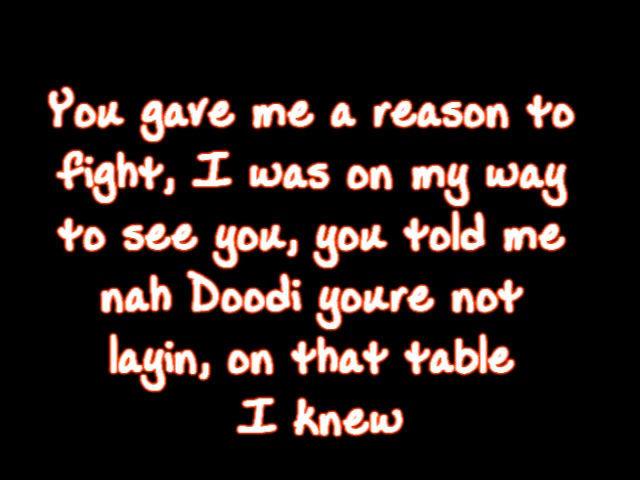 You gave me a reason to
fight, I was on my way
to see you, you told me
nah Doodi youre not
layin, on that table
I knew